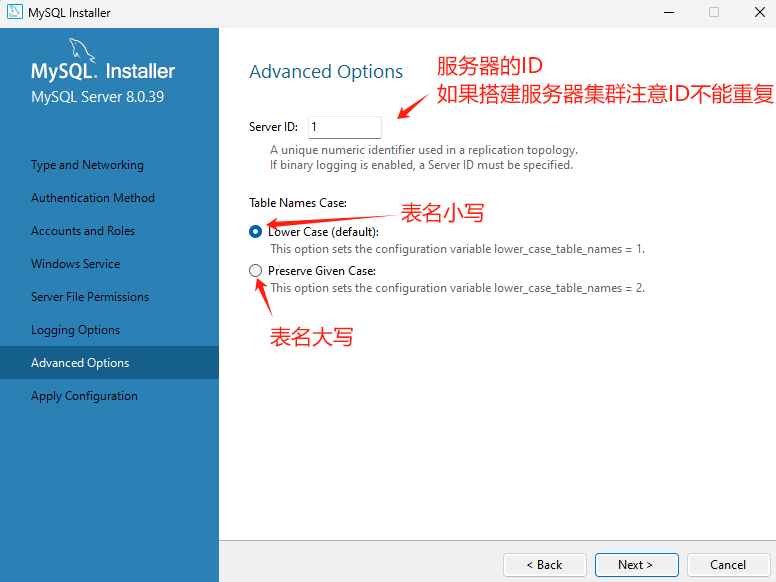 MySQL Installer
MySQL. Installer
MySQL Server 8.0.39
Type and Networking
Authentication Method
Accounts and Roles
Windows Service
Server File Permissions
Logging Options
Advanced Options
Apply Configuration
Advanced Options
服务器的ID
如果搭建服务器集群注意ID不能重复
Server ID: 1
A unique numeric identifier used in a replication topology.
If binary logging is enabled, a Server ID must be specified.
Table Names Case:
表名小写
Lower Case (default):
This option sets the configuration variable lower_case_table_names = 1.
Preserve Given Case:
This option sets the configuration variable lower_case_table_names = 2.
表名大写
< Back
Next >
Cancel